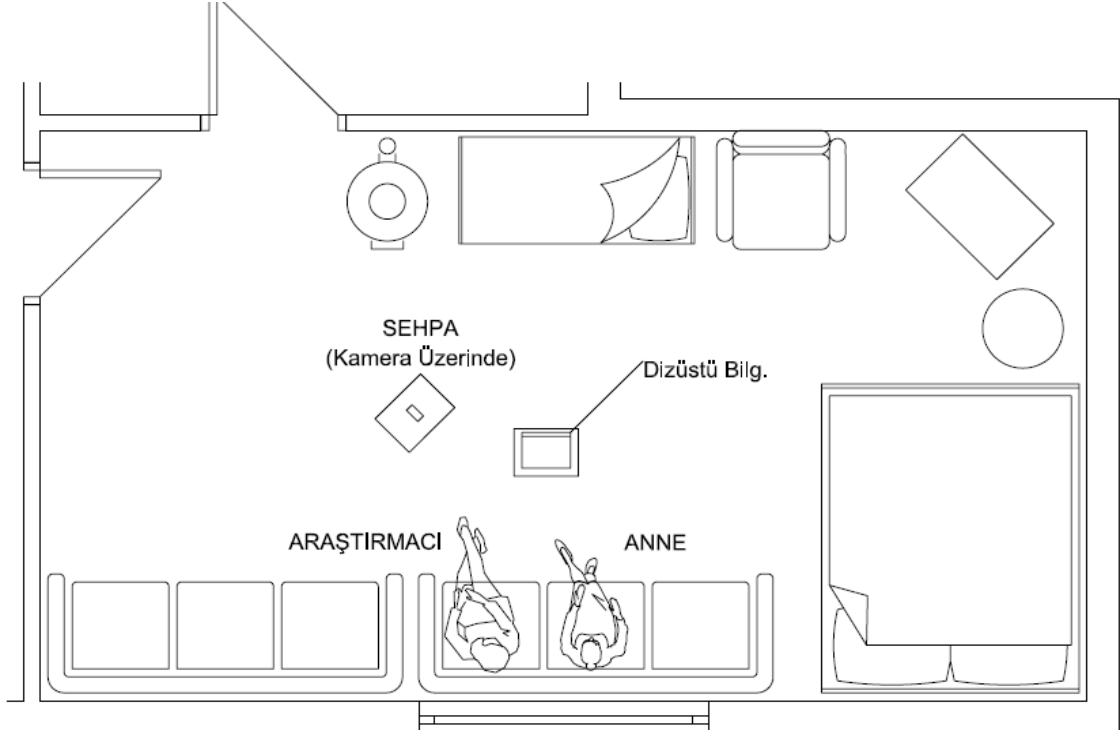 SEHPA
(Kamera Üzerinde)
Dizüstü Bilg.
ARAŞTIRMACI
ANNE